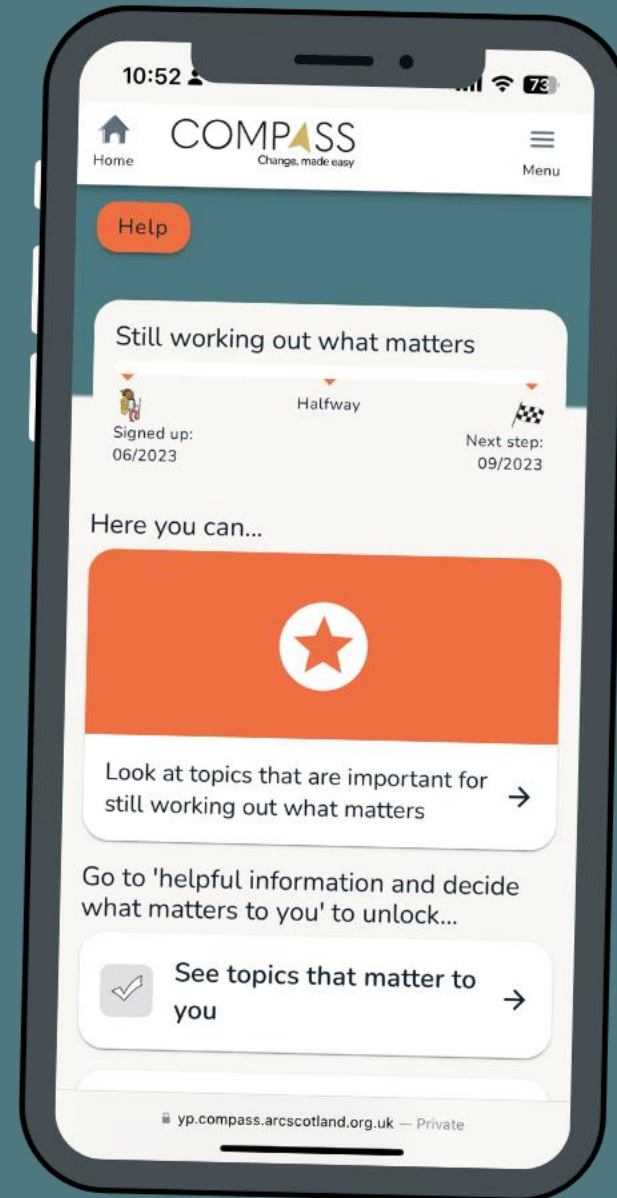 10:52
73
Home
COMPASS
Change, made easy
Menu
Help
Still working out what matters
Halfway
Signed up:
06/2023
Next step:
09/2023
Here you can...
Look at topics that are important for
still working out what matters
Go to 'helpful information and decide
what matters to you' to unlock...
See topics that matter to
you
yp.compass.arcscotland.org.uk — Private